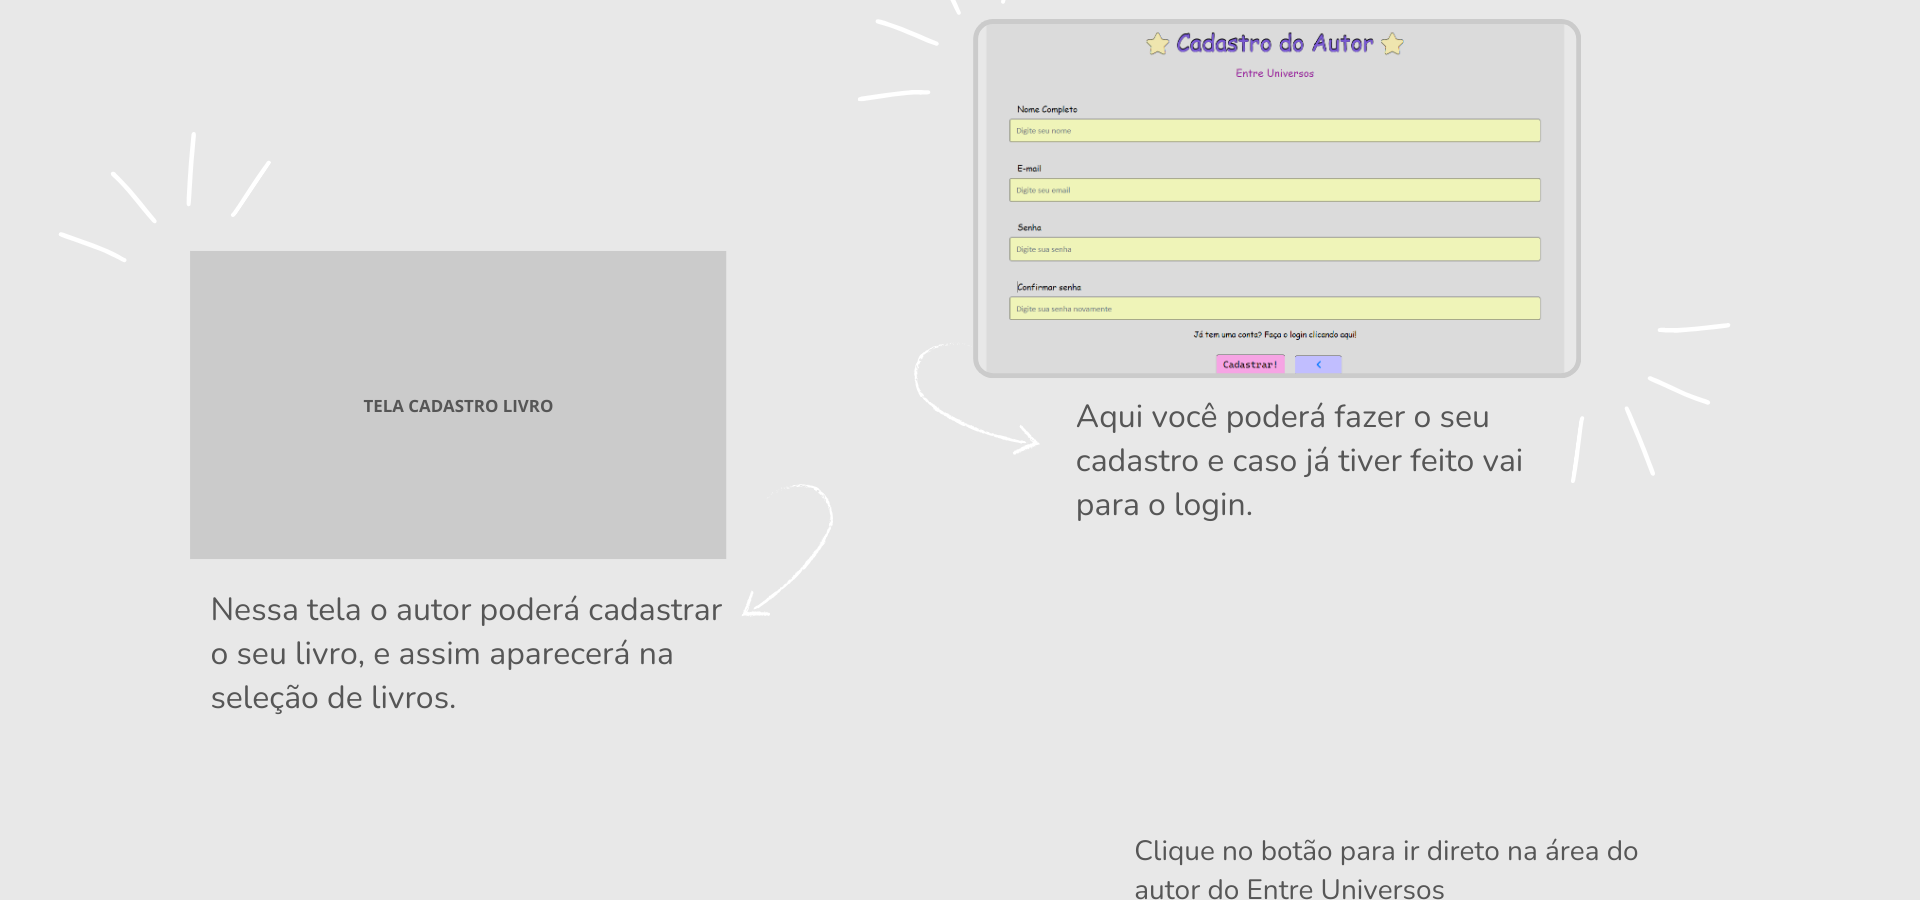 Cadastro do Autor
Entre Universos
Nome Completo
Digite seu nome
E-mail
Digite seu email
Senha
Digite sua senha
Confirmar senha
Digite sua senha novamente
Já tem uma conta? Faça o login clicando aqui!
Cadastrar!
<
Aqui você poderá fazer o seu
cadastro e caso já tiver feito vai
para o login.
TELA CADASTRO LIVRO
Nessa tela o autor poderá cadastrar
o seu livro, e assim aparecerá na
seleção de livros.
Clique no botão para ir direto na área do
autor do Entre Universos